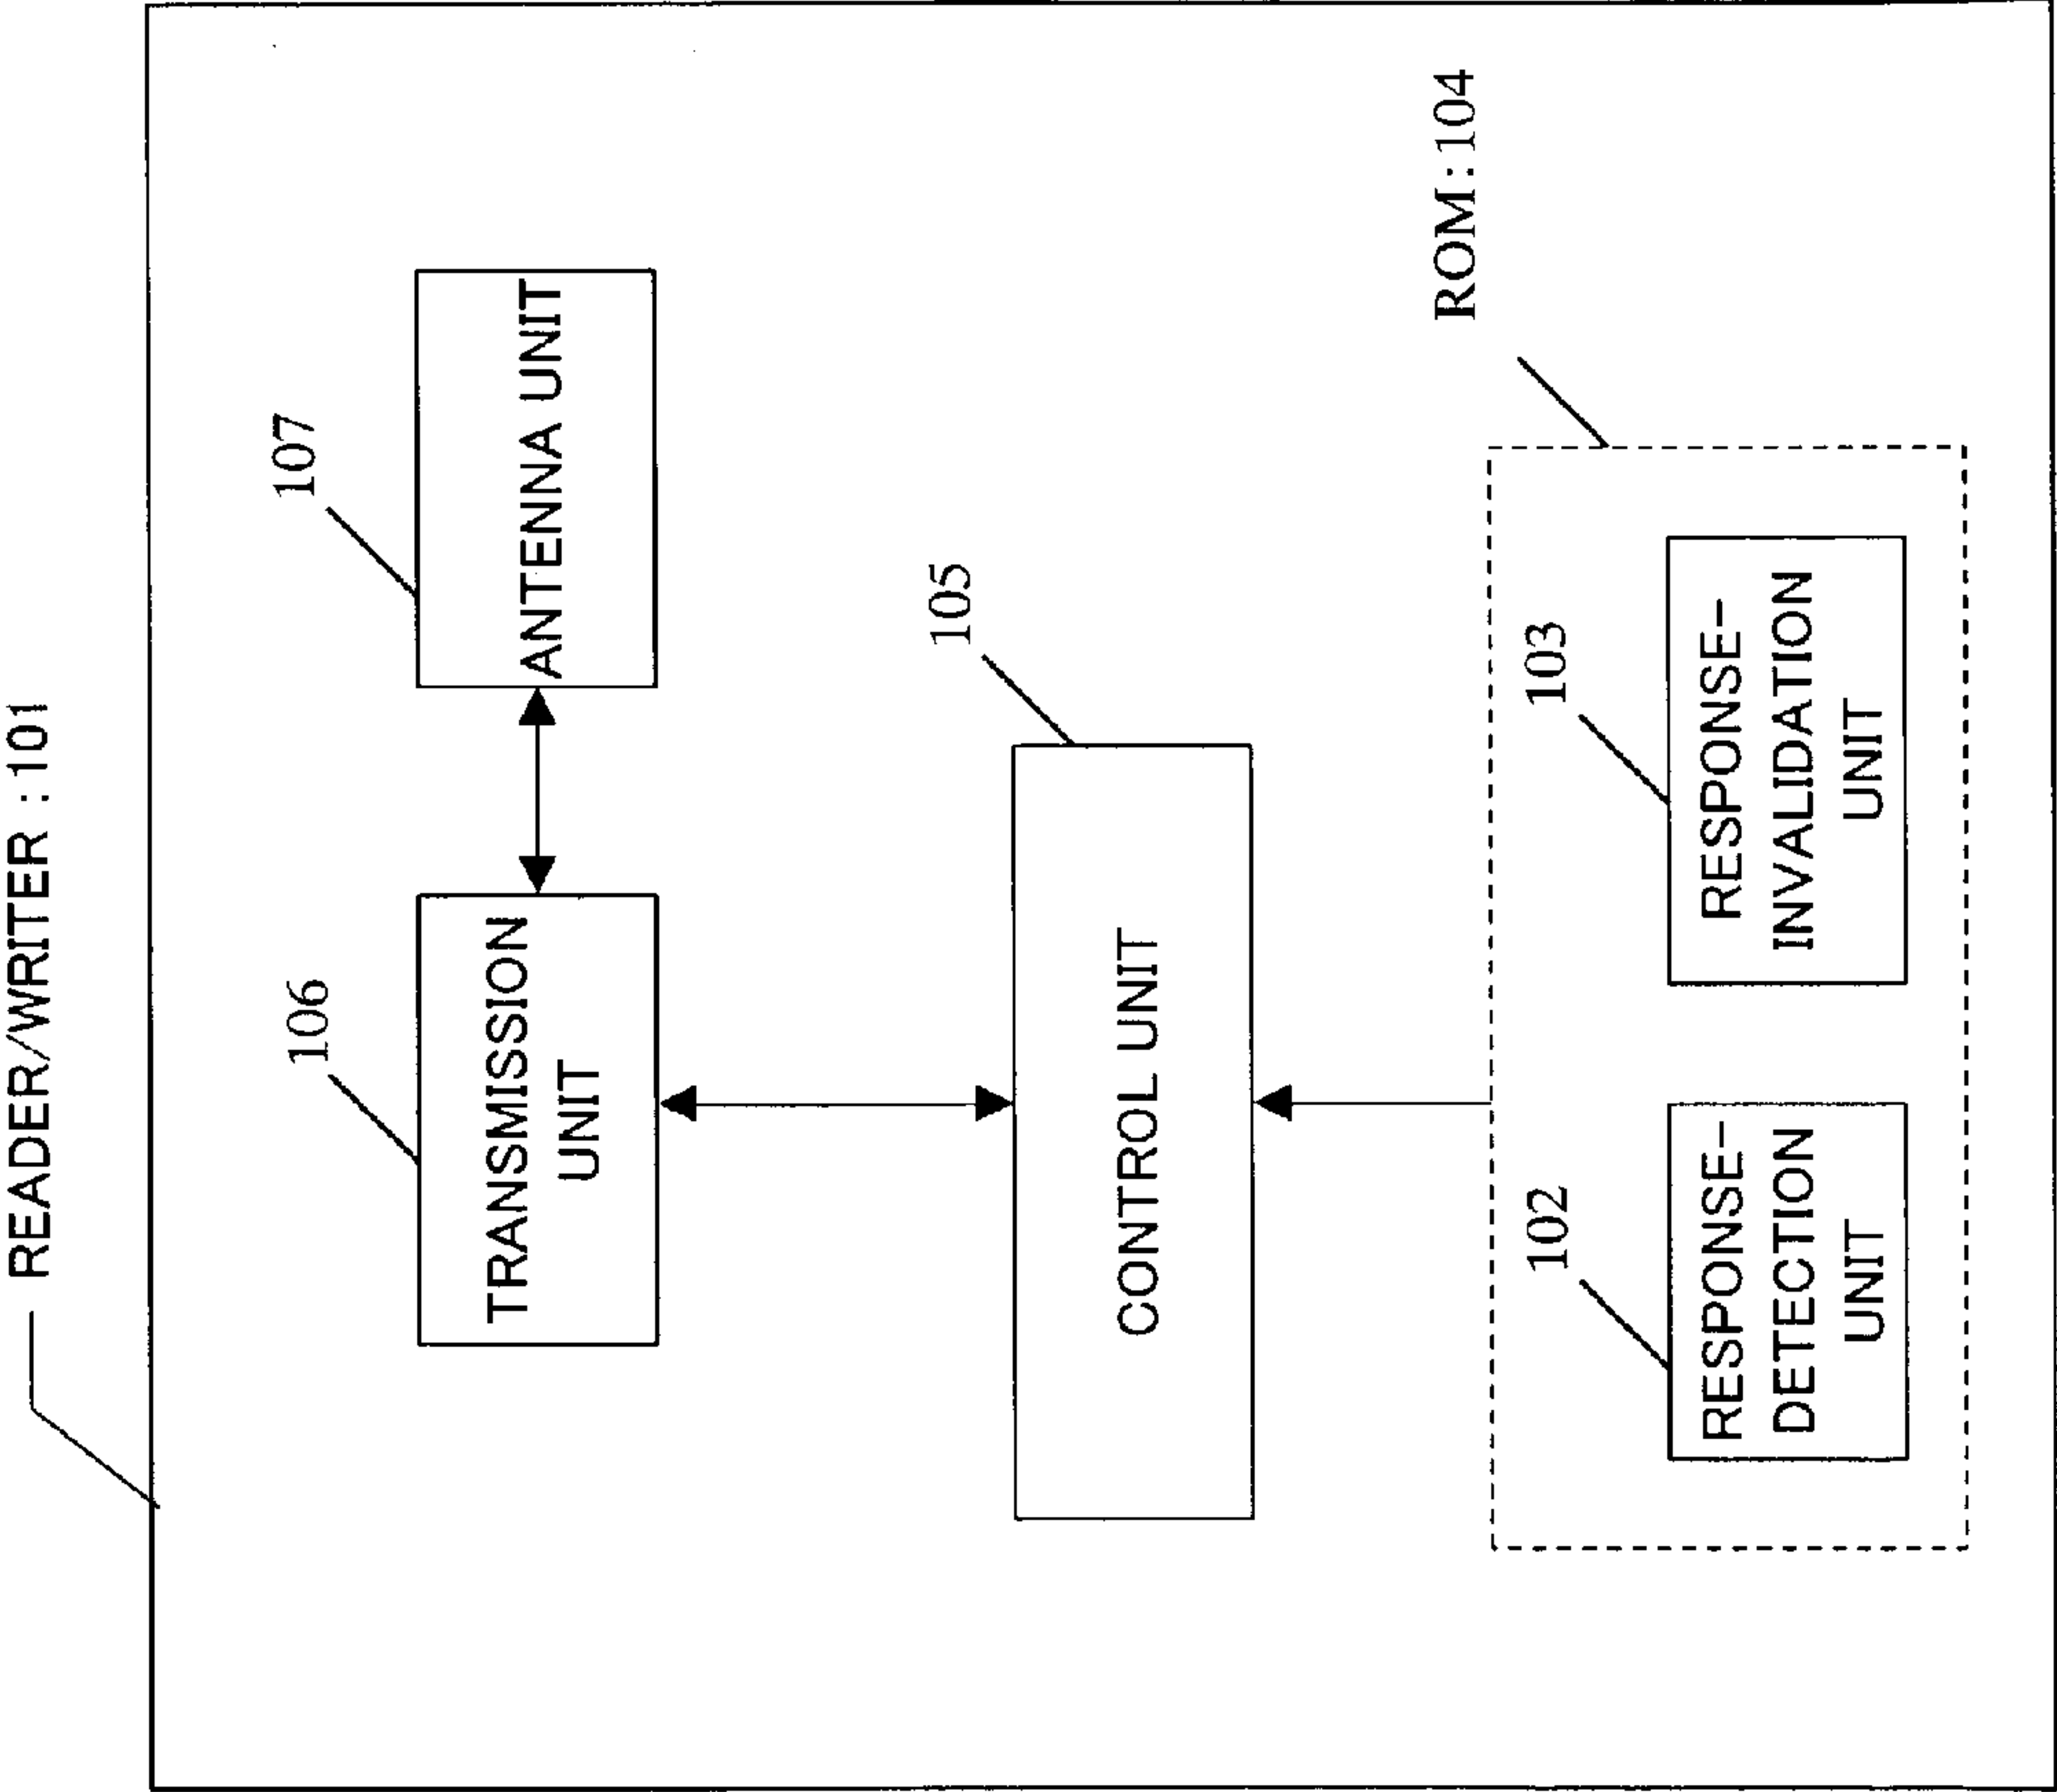 READER/WRITER :101
106
TRANSMISSION
UNIT
107
ANTENNA UNIT
105
CONTROL UNIT
ROM:104
102
RESPONSE-
DETECTION
UNIT
103
RESPONSE-
INVALIDATION
UNIT